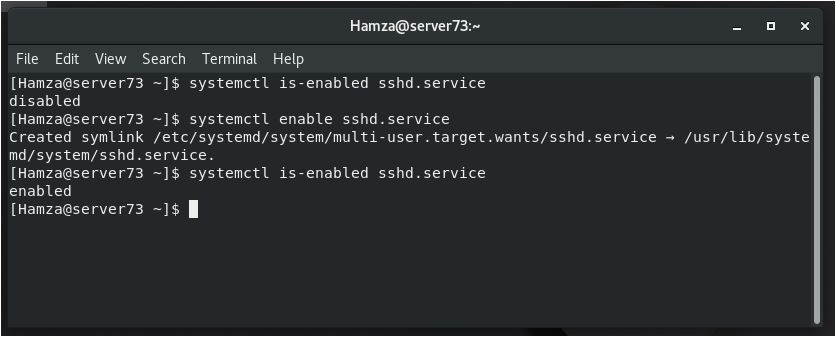 Hamza@server73:~
File Edit View Search Terminal Help
[Hamza@server73 ~]$ systemctl is-enabled sshd.service
disabled
[Hamza@server73 ~]$ systemctl enable sshd.service
Created symlink /etc/systemd/system/multi-user.target.wants/sshd.service → /usr/lib/syste
md/system/sshd.service.
[Hamza@server73 ~]$ systemctl is-enabled sshd.service
enabled
[Hamza@server73 ~]$